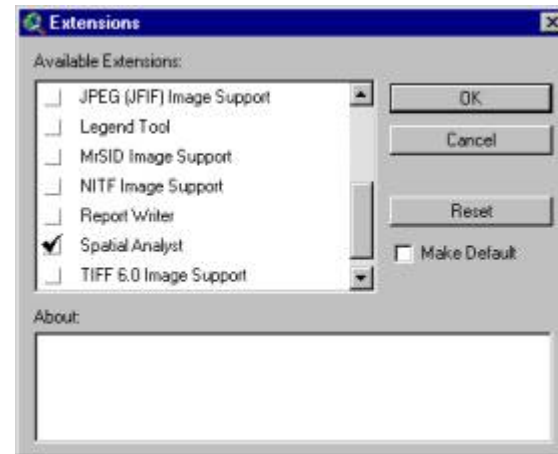 Extensions
Available Extensions:
JPEG (JFIF) Image Support
Legend Tool
MrSID Image Support
NITF Image Support
Report Writer
Spatial Analyst
TIFF 6.0 Image Support
OK
Cancel
Reset
Make Default
About: